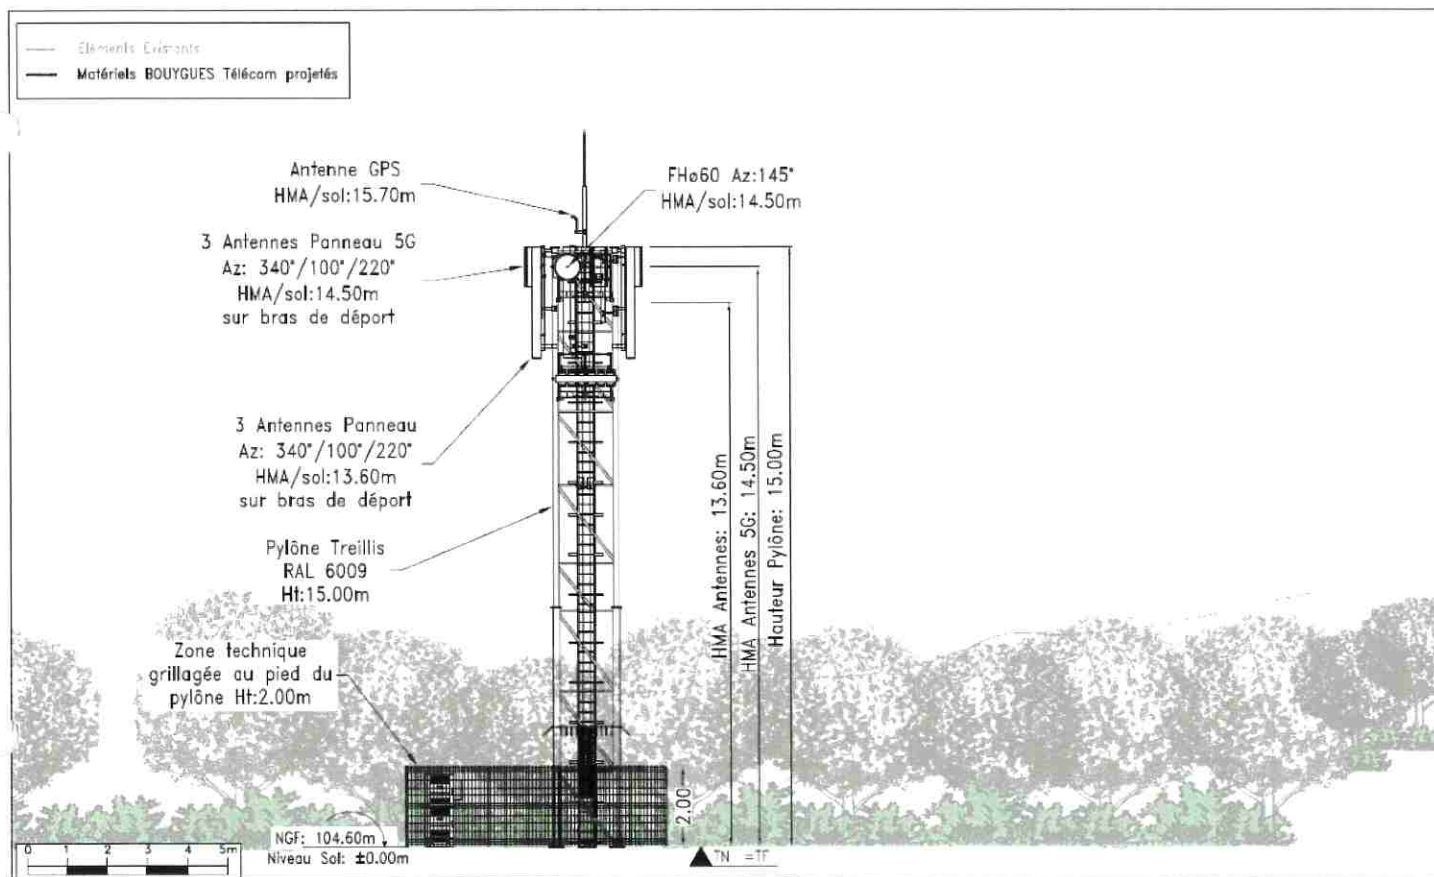 Eléments Existants
Matériels BOUYGUES Télécom projetés
Antenne GPS
HMA/sol:15.70m
FHø60 Az:145°
HMA/sol:14.50m
3 Antennes Panneau 5G
Az: 340°/100°/220°
HMA/sol:14.50m
sur bras de déport
3 Antennes Panneau
Az: 340°/100°/220°
HMA/sol:13.60m
sur bras de déport
Pylône Treillis
RAL 6009
Ht:15.00m
Zone technique
grillagée au pied du
pylône Ht:2.00m
HMA Antennes: 13.60m
HMA Antennes 5G: 14.50m
Hauteur Pylône: 15.00m
2.00
NGF: 104.60m
Niveau Sol: ±0.00m
0 1 2 3 4 5m
TN =TF